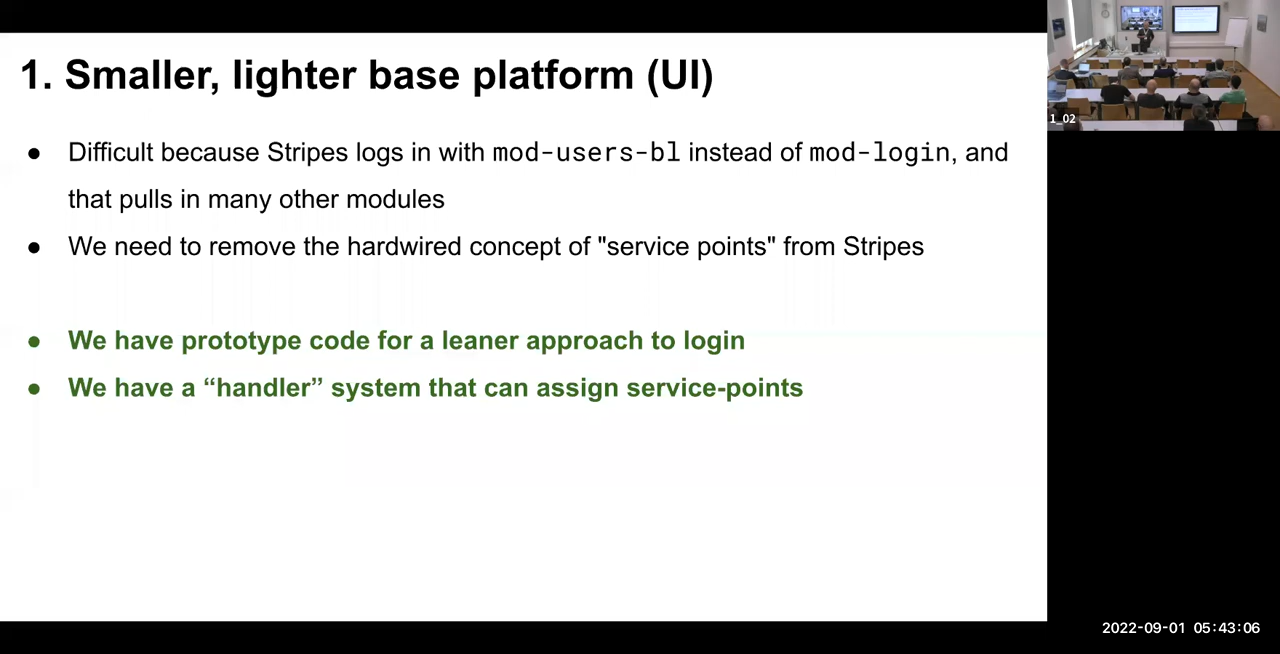 1. Smaller, lighter base platform (UI)
● Difficult because Stripes logs in with mod-users-bl instead of mod-login, and
that pulls in many other modules
● We need to remove the hardwired concept of "service points" from Stripes
● We have prototype code for a leaner approach to login
● We have a “handler” system that can assign service-points
1_02
2022-09-01 05:43:06